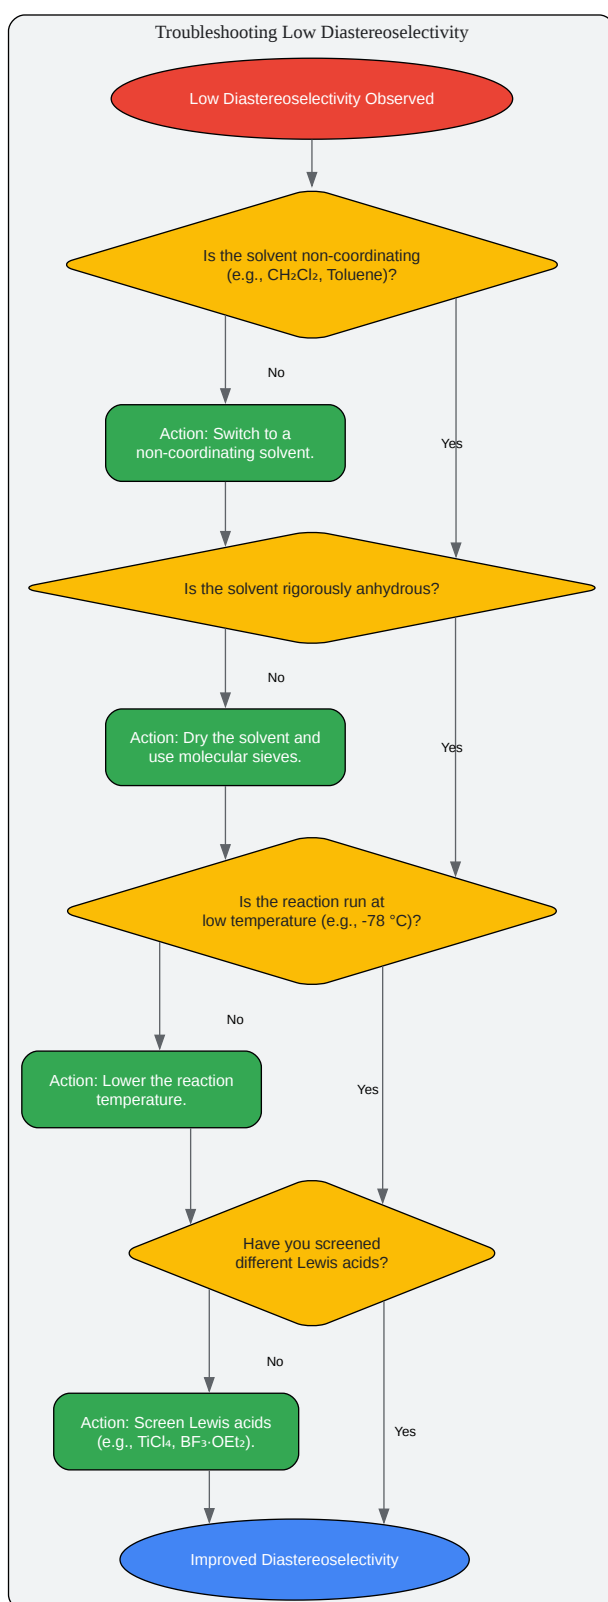 Troubleshooting Low Diastereoselectivity
Low Diastereoselectivity Observed
Is the solvent non-coordinating
(e.g., CH₂Cl₂, Toluene)?
No
Action: Switch to a
non-coordinating solvent.
Yes
Is the solvent rigorously anhydrous?
No
Action: Dry the solvent and
use molecular sieves.
Yes
Is the reaction run at
low temperature (e.g., -78 °C)?
No
Action: Lower the reaction
temperature.
Yes
Have you screened
different Lewis acids?
No
Action: Screen Lewis acids
(e.g., TiCl₄, BF₃·OEt₂).
Yes
Improved Diastereoselectivity